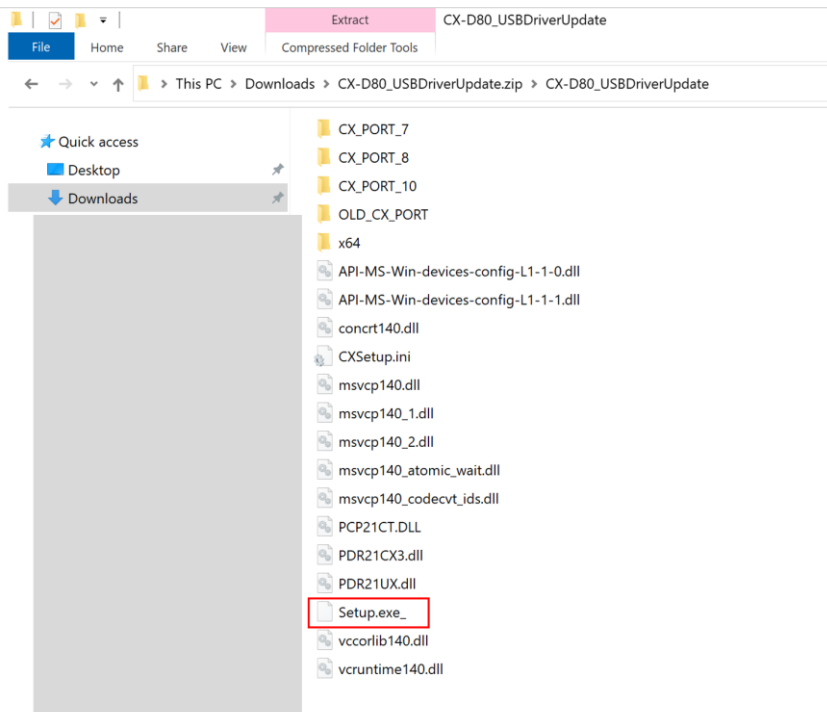 Extract CX-D80_USBDriverUpdate
File Home Share View Compressed Folder Tools
This PC > Downloads > CX-D80_USBDriverUpdate.zip > CX-D80_USBDriverUpdate
Quick access
Desktop
Downloads
CX_PORT_7
CX_PORT_8
CX_PORT_10
OLD_CX_PORT
x64
API-MS-Win-devices-config-L1-1-0.dll
API-MS-Win-devices-config-L1-1-1.dll
concrt140.dll
CXSetup.ini
msvcp140.dll
msvcp140_1.dll
msvcp140_2.dll
msvcp140_atomic_wait.dll
msvcp140_codecvt_ids.dll
PCP21CT.DLL
PDR21CX3.dll
PDR21UX.dll
Setup.exe_
vccorlib140.dll
vcruntime140.dll